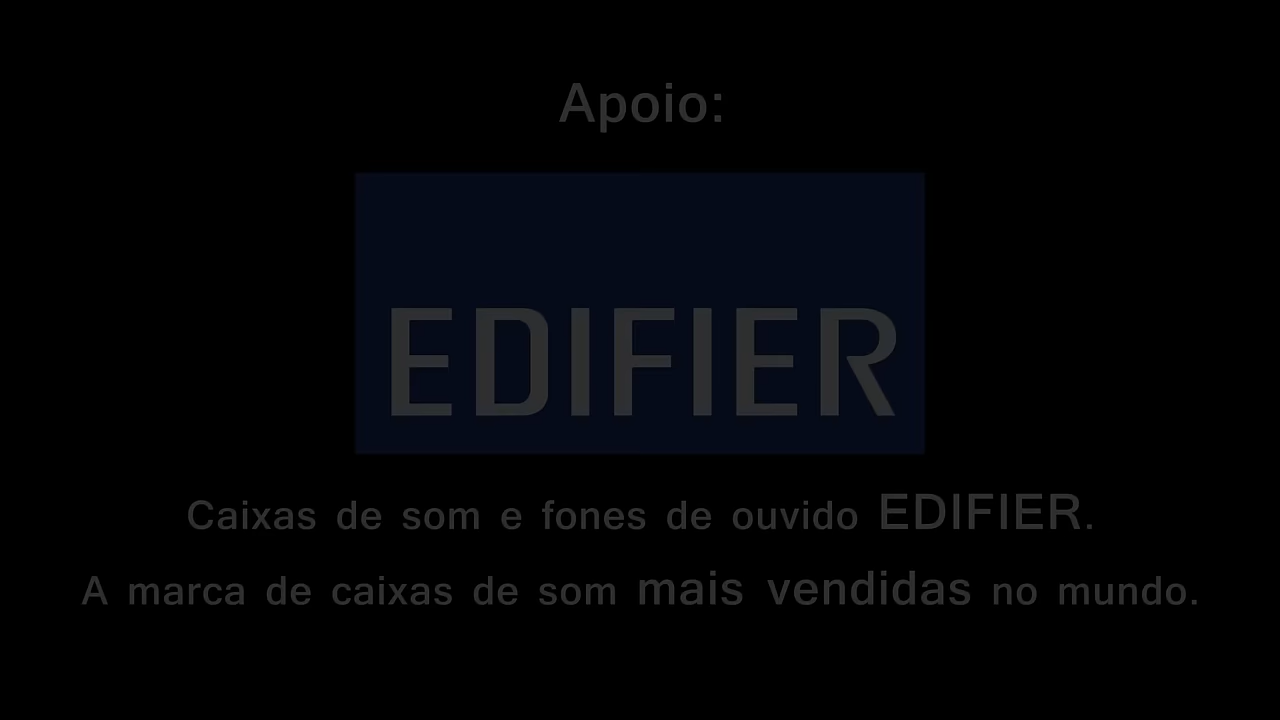 Apoio:
EDIFIER
Caixas de som e fones de ouvido EDIFIER.
A marca de caixas de som mais vendidas no mundo.